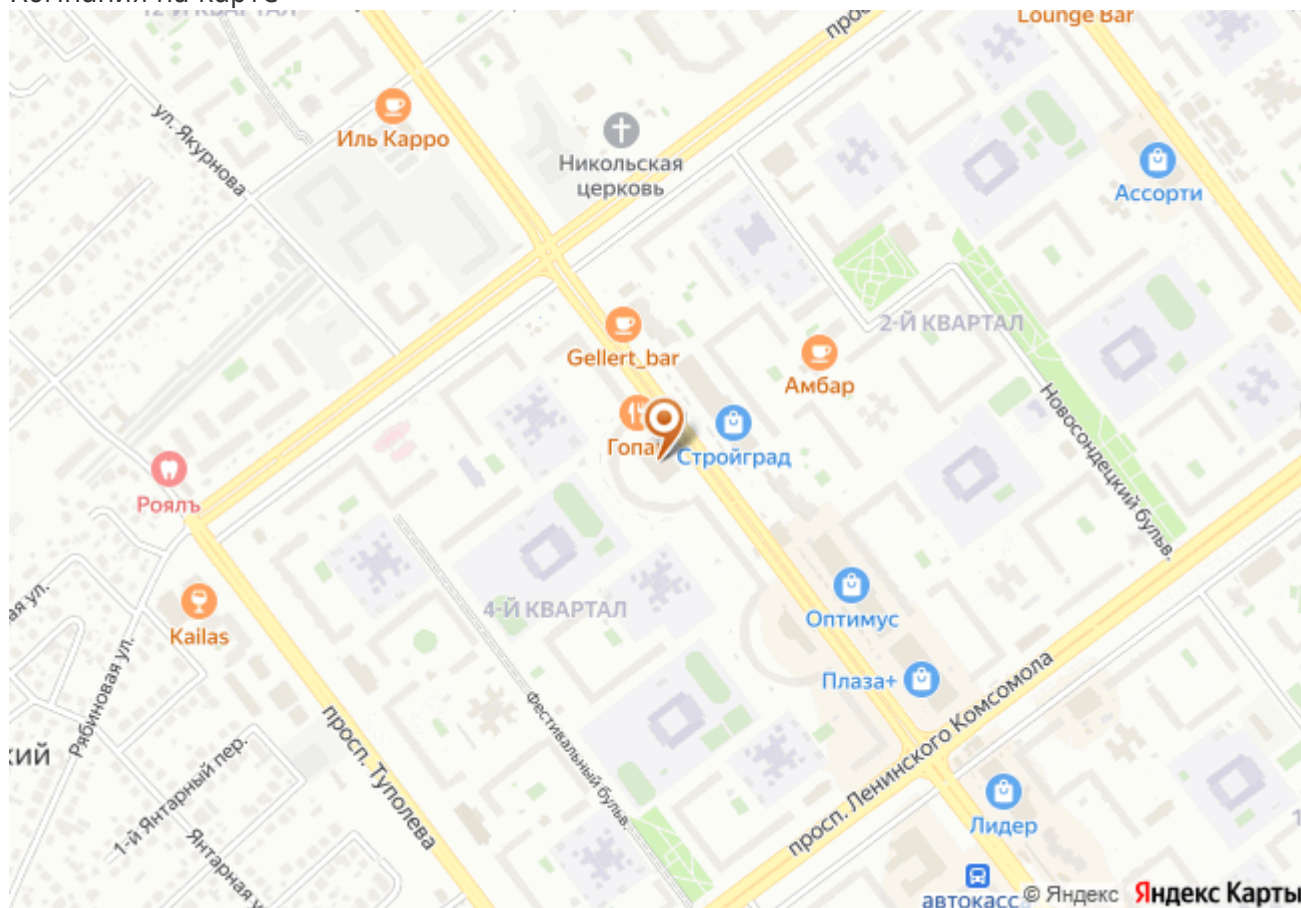 Компания на карте
12-Й КВАРТАЛ
Lounge Bar
ул. Якурнова
Иль Карро
Никольская
церковь
Ассорти
2-Й КВАРТАЛ
Gellert_bar
Амбар
Стройград
Новосондецкий бульв.
Роялъ
4-Й КВАРТАЛ
Оптимус
Kailas
Плаза+
Рябиновая ул.
просп. Ленинского Комсомола
Фестивальный бульв.
просп. Туполева
1-й Янтарный пер.
Янтарная
Лидер
автокасс
© Яндекс Яндекс Карты